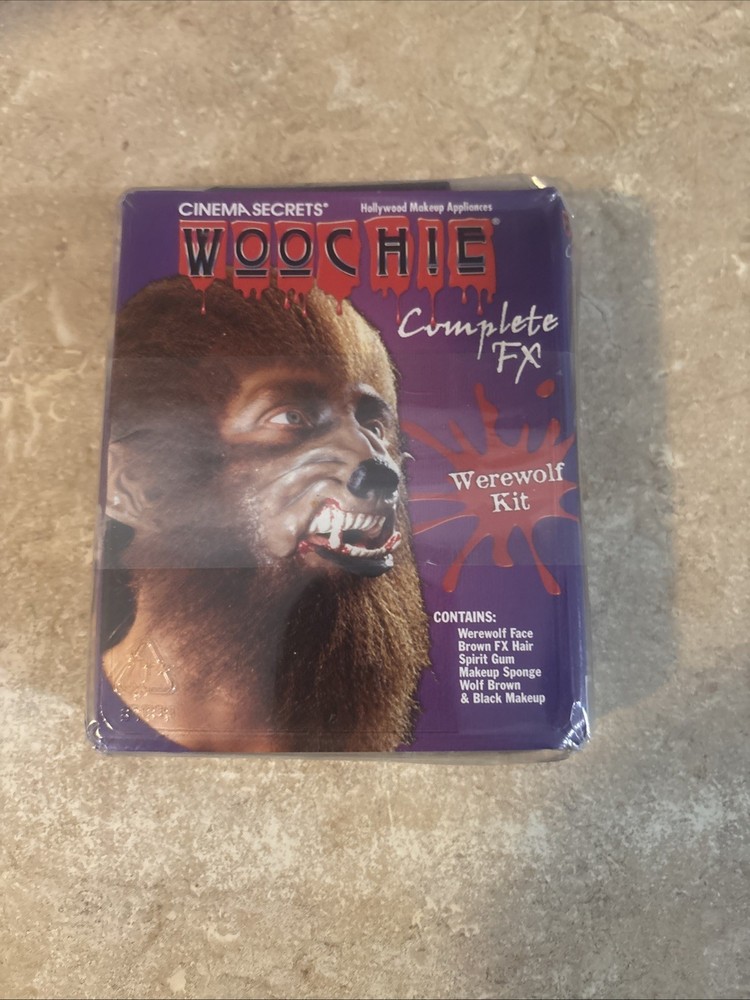 CINEMA SECRETS®
Hollywood Makeup Appliances
WOOCHIE®
Complete
FX
Werewolf
Kit
CONTAINS:
Werewolf Face
Brown FX Hair
Spirit Gum
Makeup Sponge
Wolf Brown
& Black Makeup